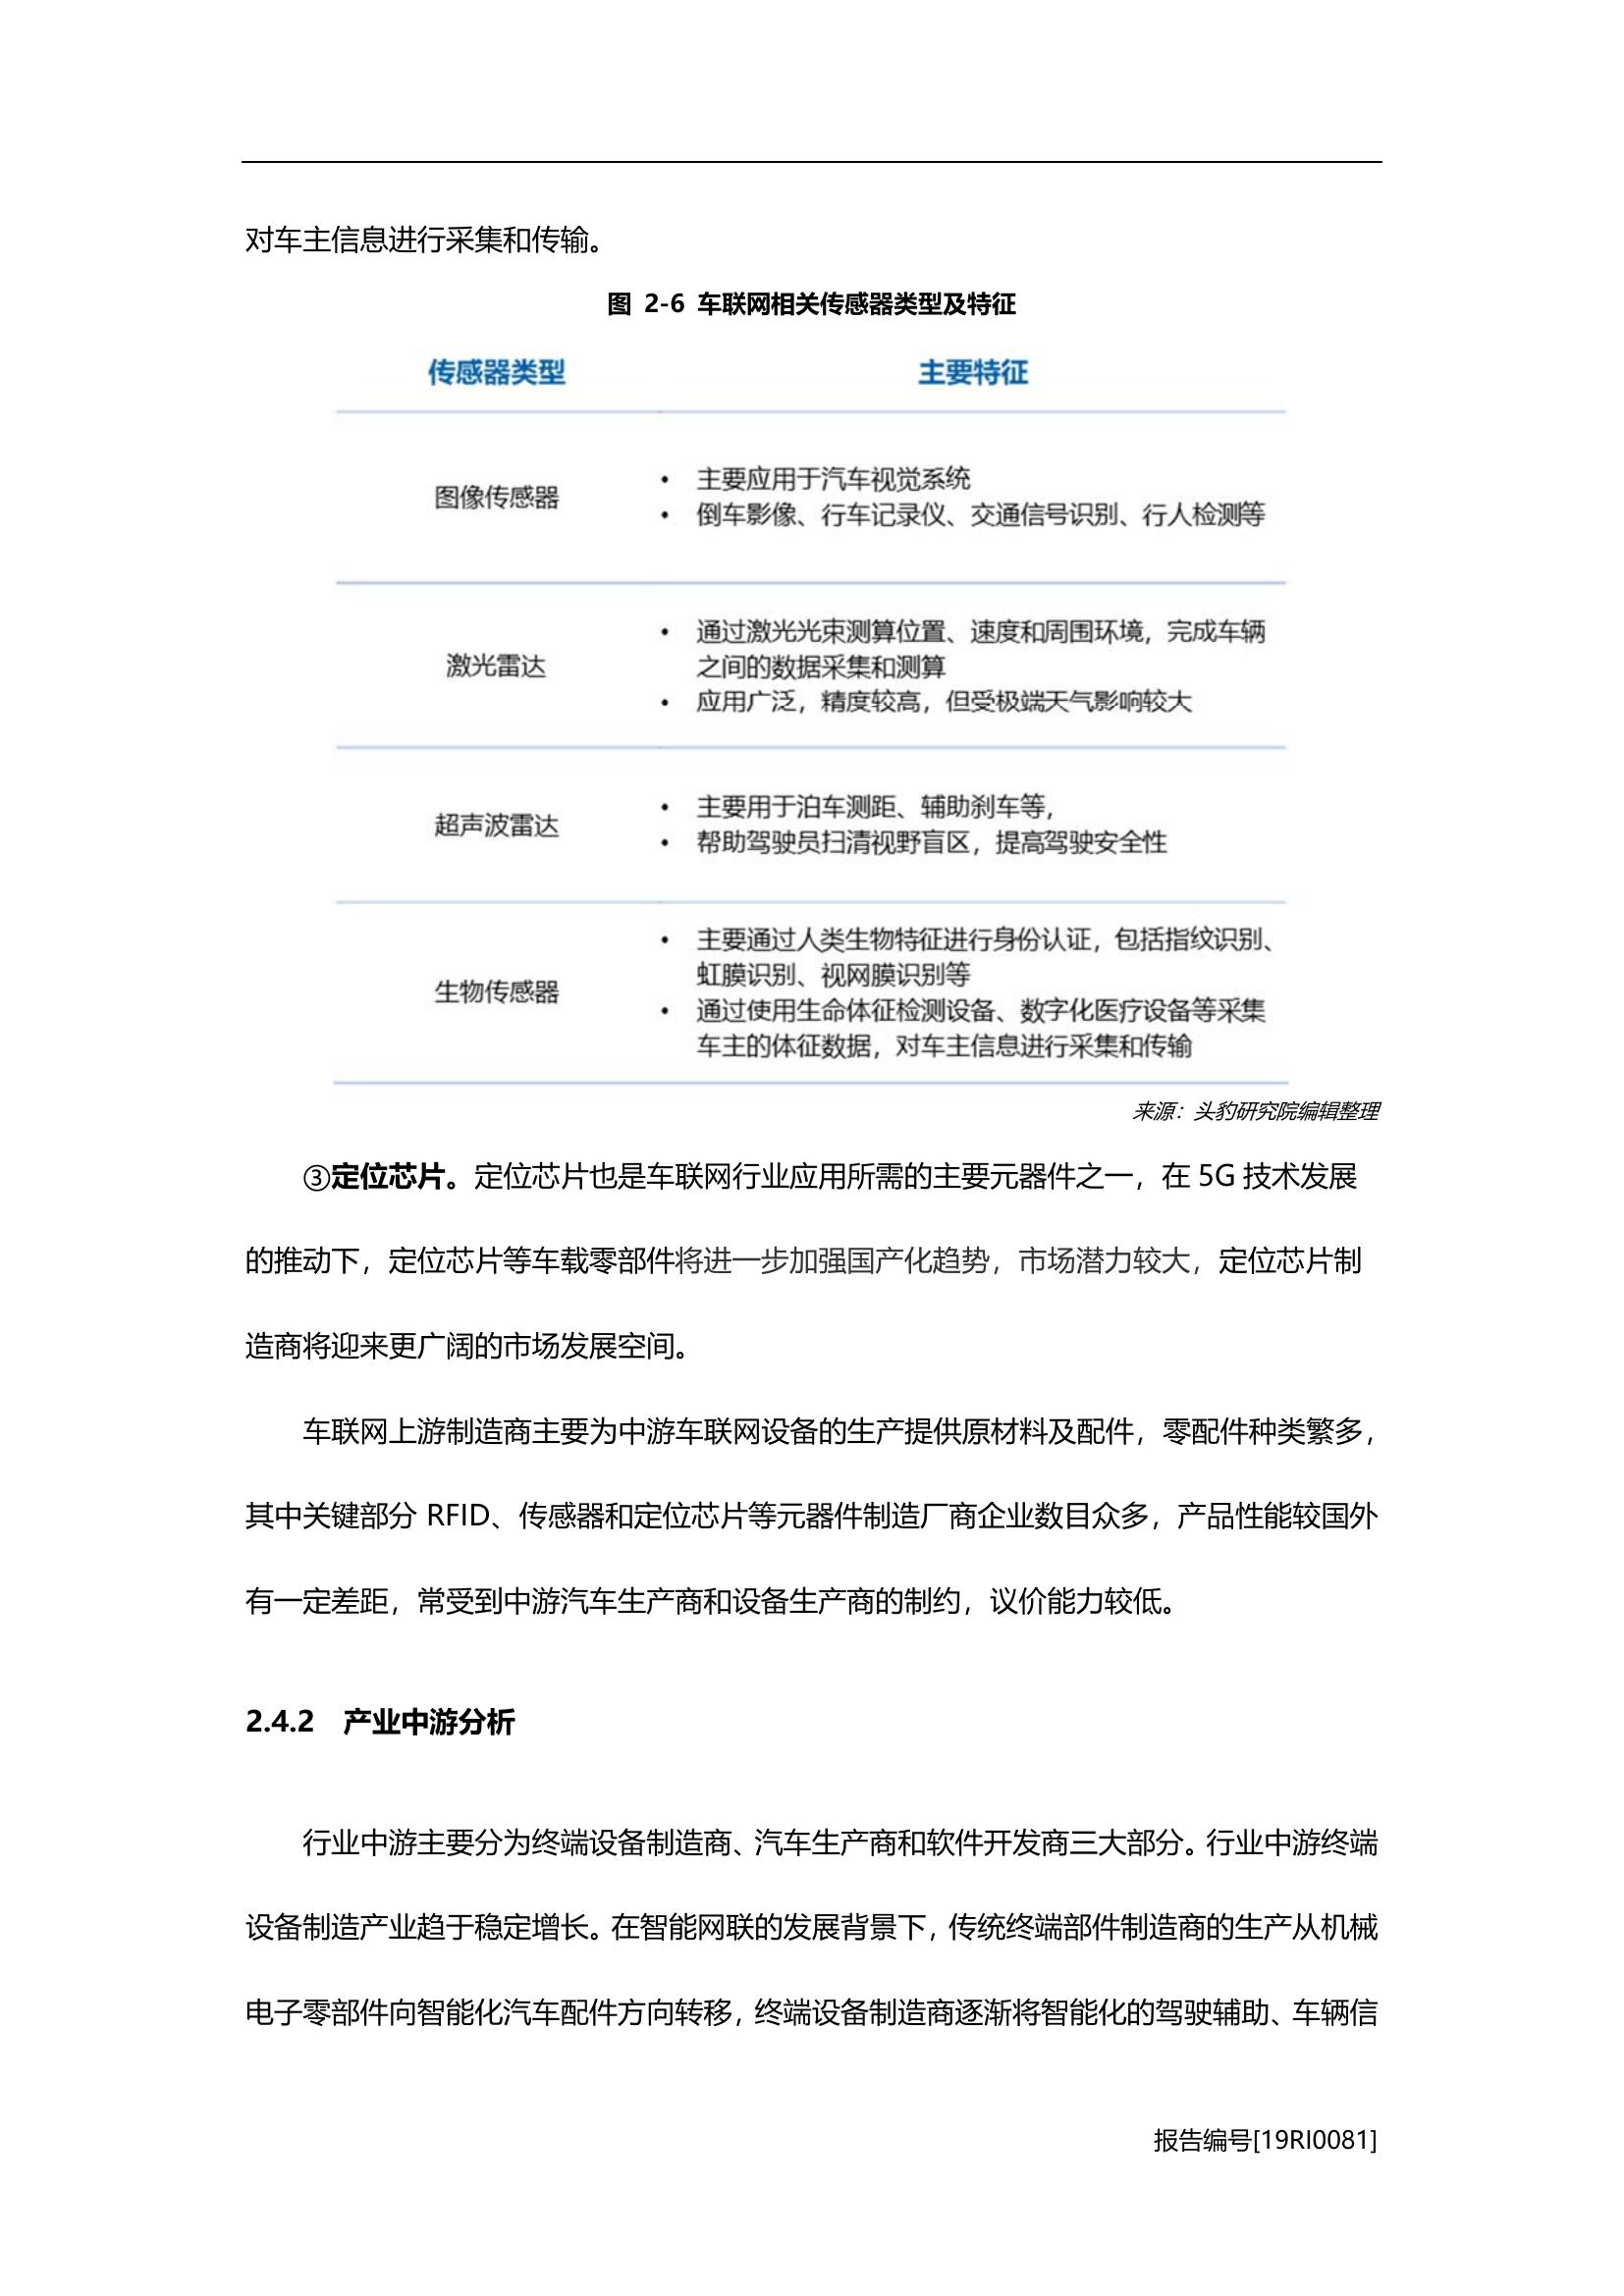 对车主信息进行采集和传输。
图 2-6 车联网相关传感器类型及特征
传感器类型 主要特征
图像传感器
• 主要应用于汽车视觉系统
• 倒车影像、行车记录仪、交通信号识别、行人检测等
激光雷达
• 通过激光光束测算位置、速度和周围环境，完成车辆
之间的数据采集和测算
• 应用广泛，精度较高，但受极端天气影响较大
超声波雷达
• 主要用于泊车测距、辅助刹车等，
• 帮助驾驶员扫清视野盲区，提高驾驶安全性
生物传感器
• 主要通过人类生物特征进行身份认证，包括指纹识别、
虹膜识别、视网膜识别等
• 通过使用生命体征检测设备、数字化医疗设备等采集
车主的体征数据，对车主信息进行采集和传输
来源：头豹研究院编辑整理
③定位芯片。定位芯片也是车联网行业应用所需的主要元器件之一，在 5G 技术发展
的推动下，定位芯片等车载零部件将进一步加强国产化趋势，市场潜力较大，定位芯片制
造商将迎来更广阔的市场发展空间。
车联网上游制造商主要为中游车联网设备的生产提供原材料及配件，零配件种类繁多，
其中关键部分 RFID、传感器和定位芯片等元器件制造厂商企业数目众多，产品性能较国外
有一定差距，常受到中游汽车生产商和设备生产商的制约，议价能力较低。
2.4.2 产业中游分析
行业中游主要分为终端设备制造商、汽车生产商和软件开发商三大部分。行业中游终端
设备制造产业趋于稳定增长。在智能网联的发展背景下，传统终端部件制造商的生产从机械
电子零部件向智能化汽车配件方向转移，终端设备制造商逐渐将智能化的驾驶辅助、车辆信
报告编号[19RI0081]